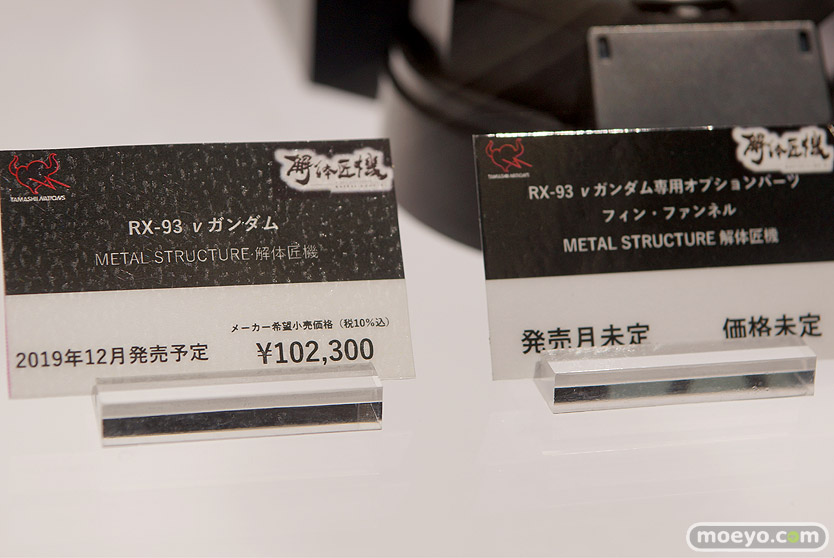 TAMASHII NATIONS
解体匠機
RX-93 νガンダム
METAL STRUCTURE 解体匠機
メーカー希望小売価格（税10%込）
2019年12月発売予定
¥102,300
TAMASHII NATIONS
解体匠機
RX-93 νガンダム専用オプションパーツ
フィン・ファンネル
METAL STRUCTURE 解体匠機
発売月未定
価格未定
moeyo.com